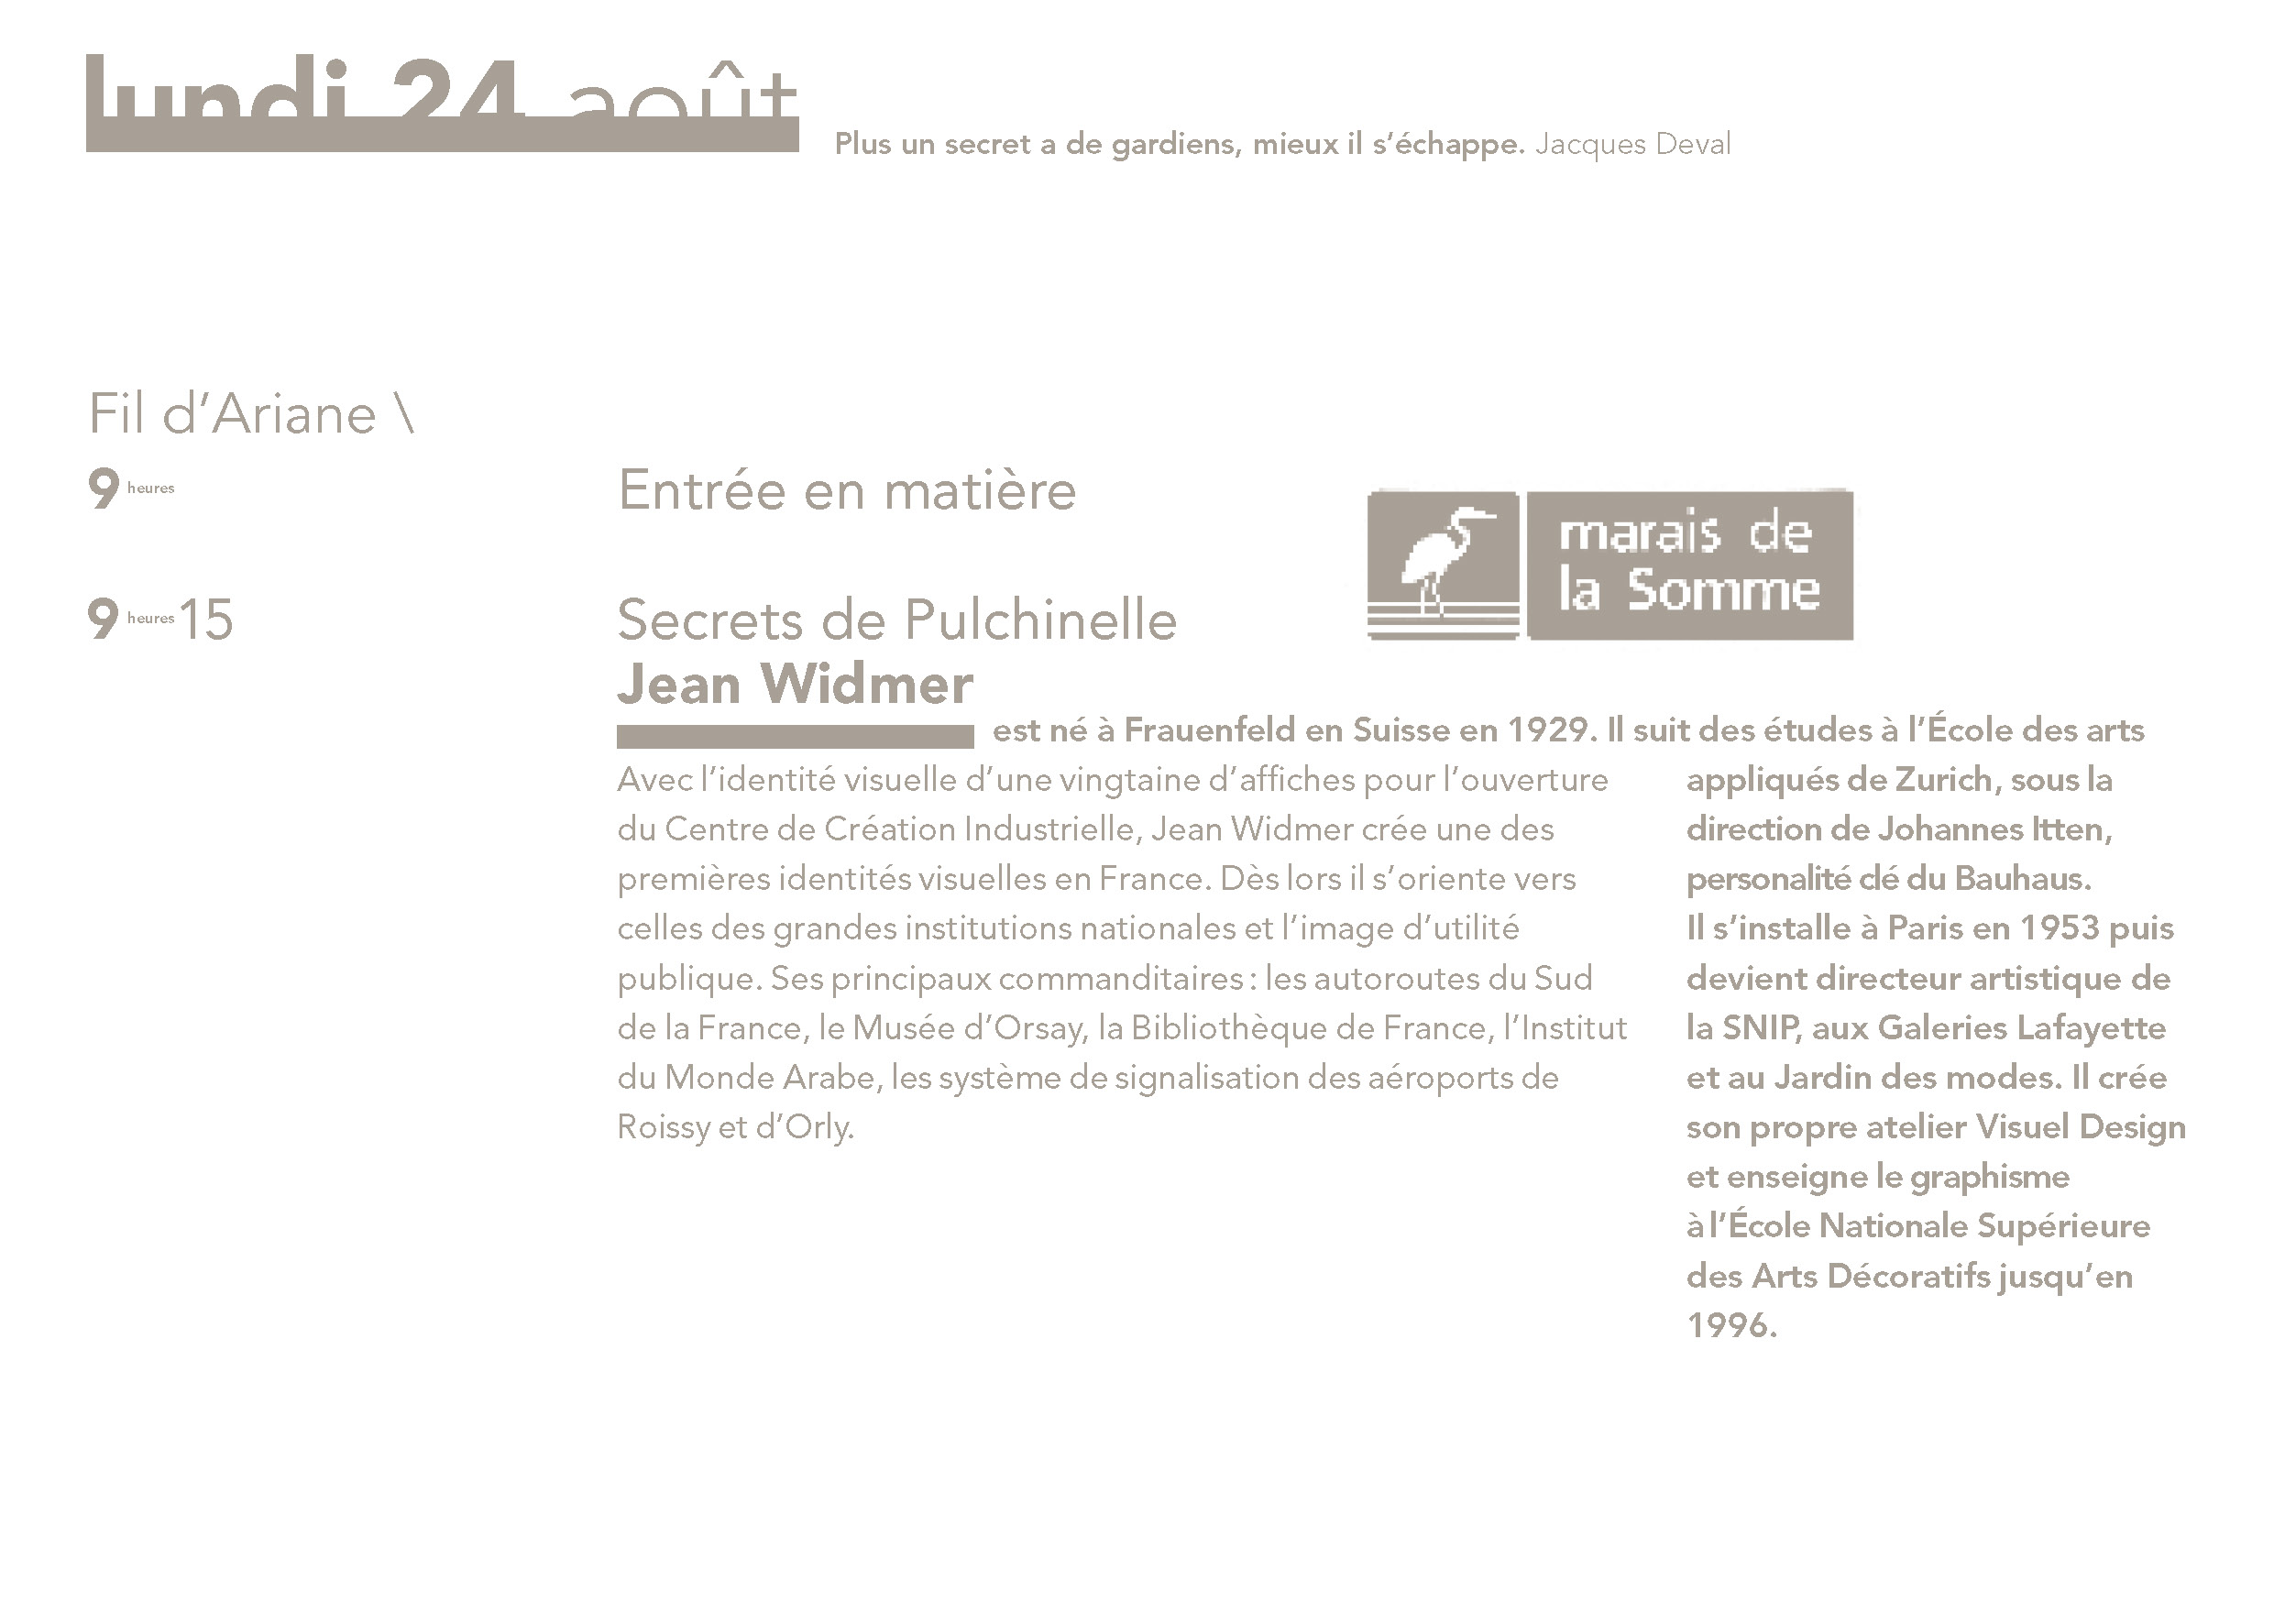 lundi 24 août
Plus un secret a de gardiens, mieux il s’échappe. Jacques Deval
Fil d’Ariane \
9 heures
Entrée en matière
marais de
la Somme
9 heures 15
Secrets de Pulchinelle
Jean Widmer
est né à Frauenfeld en Suisse en 1929. Il suit des études à l’École des arts
appliqués de Zurich, sous la
direction de Johannes Itten,
personalité clé du Bauhaus.
Il s’installe à Paris en 1953 puis
devient directeur artistique de
la SNIP, aux Galeries Lafayette
et au Jardin des modes. Il crée
son propre atelier Visuel Design
et enseigne le graphisme
à l’École Nationale Supérieure
des Arts Décoratifs jusqu’en
1996.
Avec l’identité visuelle d’une vingtaine d’affiches pour l’ouverture
du Centre de Création Industrielle, Jean Widmer crée une des
premières identités visuelles en France. Dès lors il s’oriente vers
celles des grandes institutions nationales et l’image d’utilité
publique. Ses principaux commanditaires : les autoroutes du Sud
de la France, le Musée d’Orsay, la Bibliothèque de France, l’Institut
du Monde Arabe, les système de signalisation des aéroports de
Roissy et d’Orly.